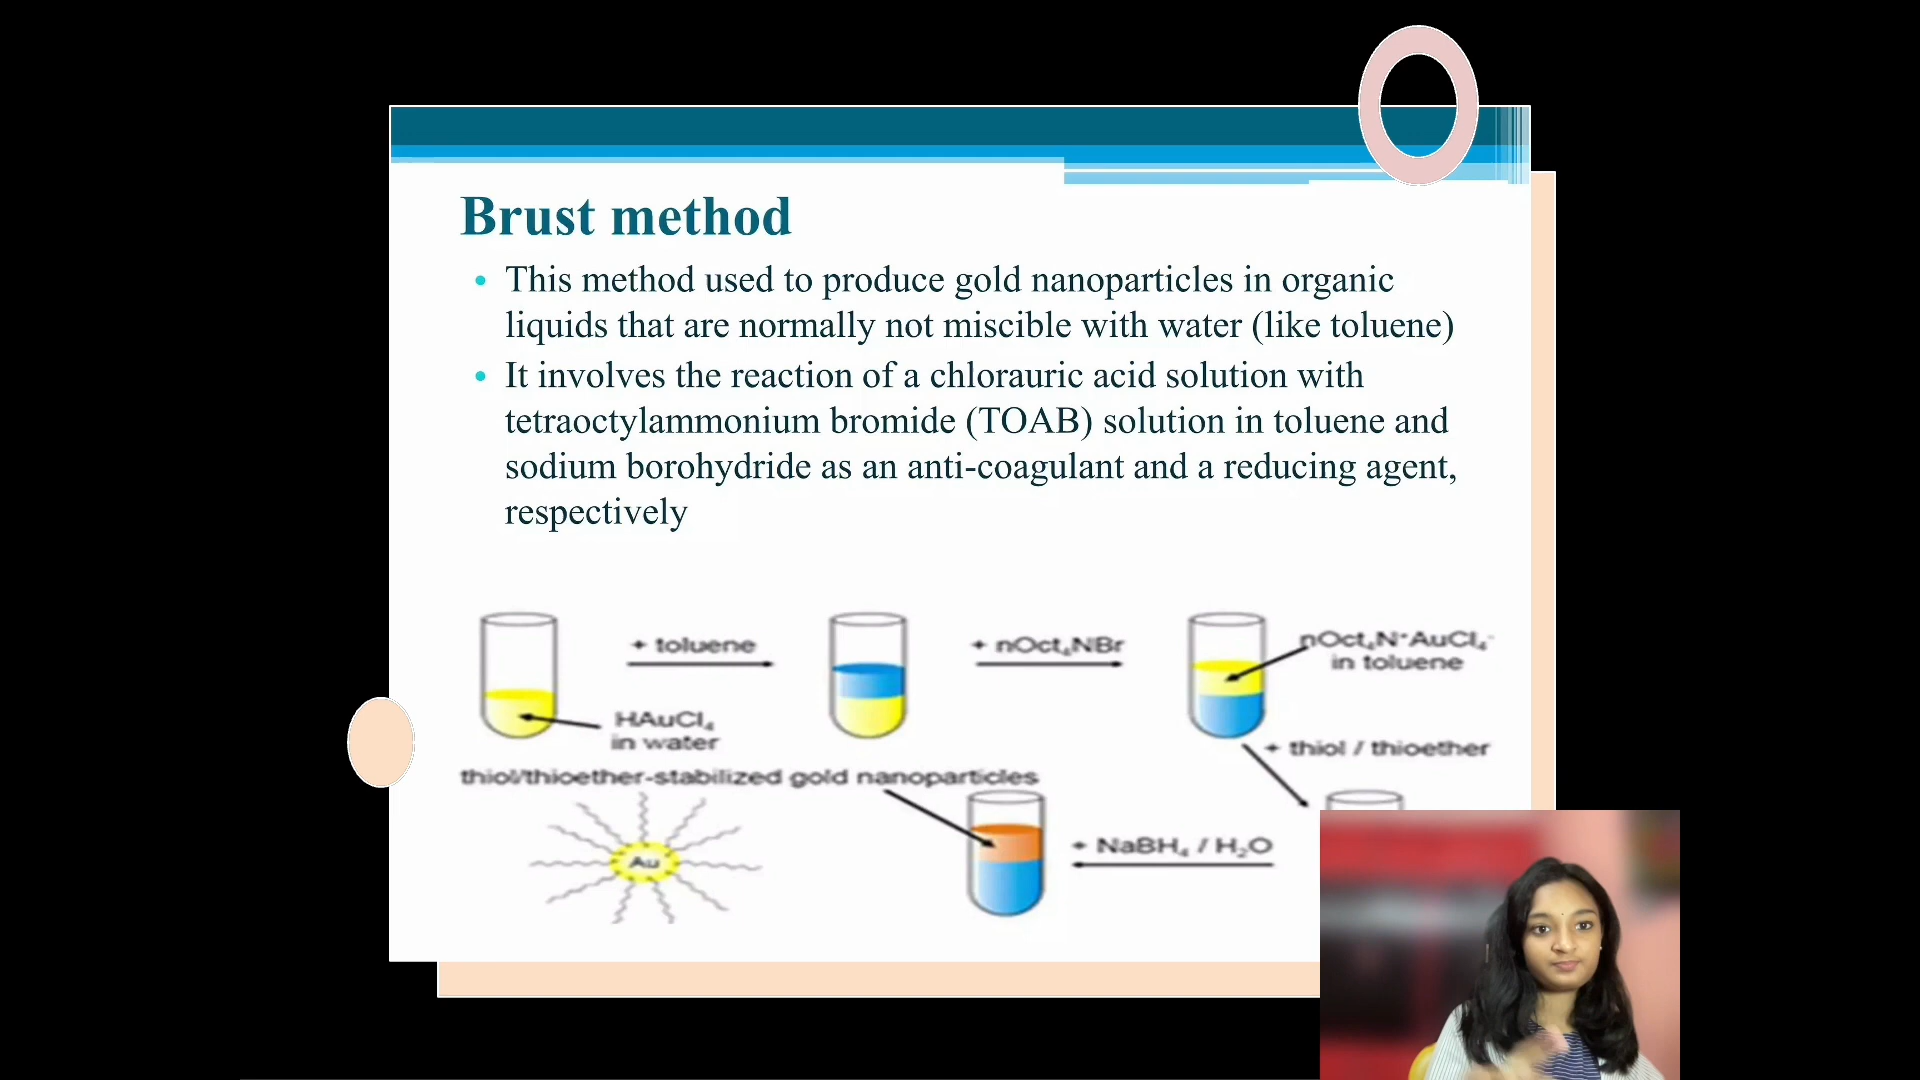 Brust method
• This method used to produce gold nanoparticles in organic
liquids that are normally not miscible with water (like toluene)
• It involves the reaction of a chlorauric acid solution with
tetraoctylammonium bromide (TOAB) solution in toluene and
sodium borohydride as an anti-coagulant and a reducing agent,
respectively
+ toluene
+ nOct₄NBr
nOct₄N⁺AuCl₄⁻
in toluene
HAuCl₄
in water
+ thiol / thioether
thiol/thioether-stabilized gold nanoparticles
+ NaBH₄ / H₂O
Au